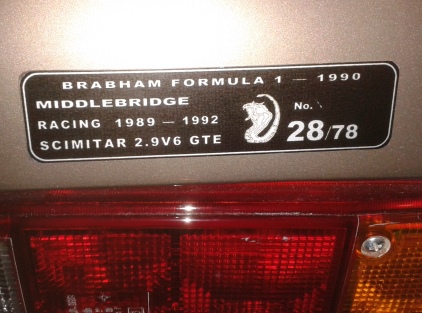 BRABHAM FORMULA 1 — 1990
MIDDLEBRIDGE
RACING 1989 — 1992
SCIMITAR 2.9V6 GTE
No.
28/78